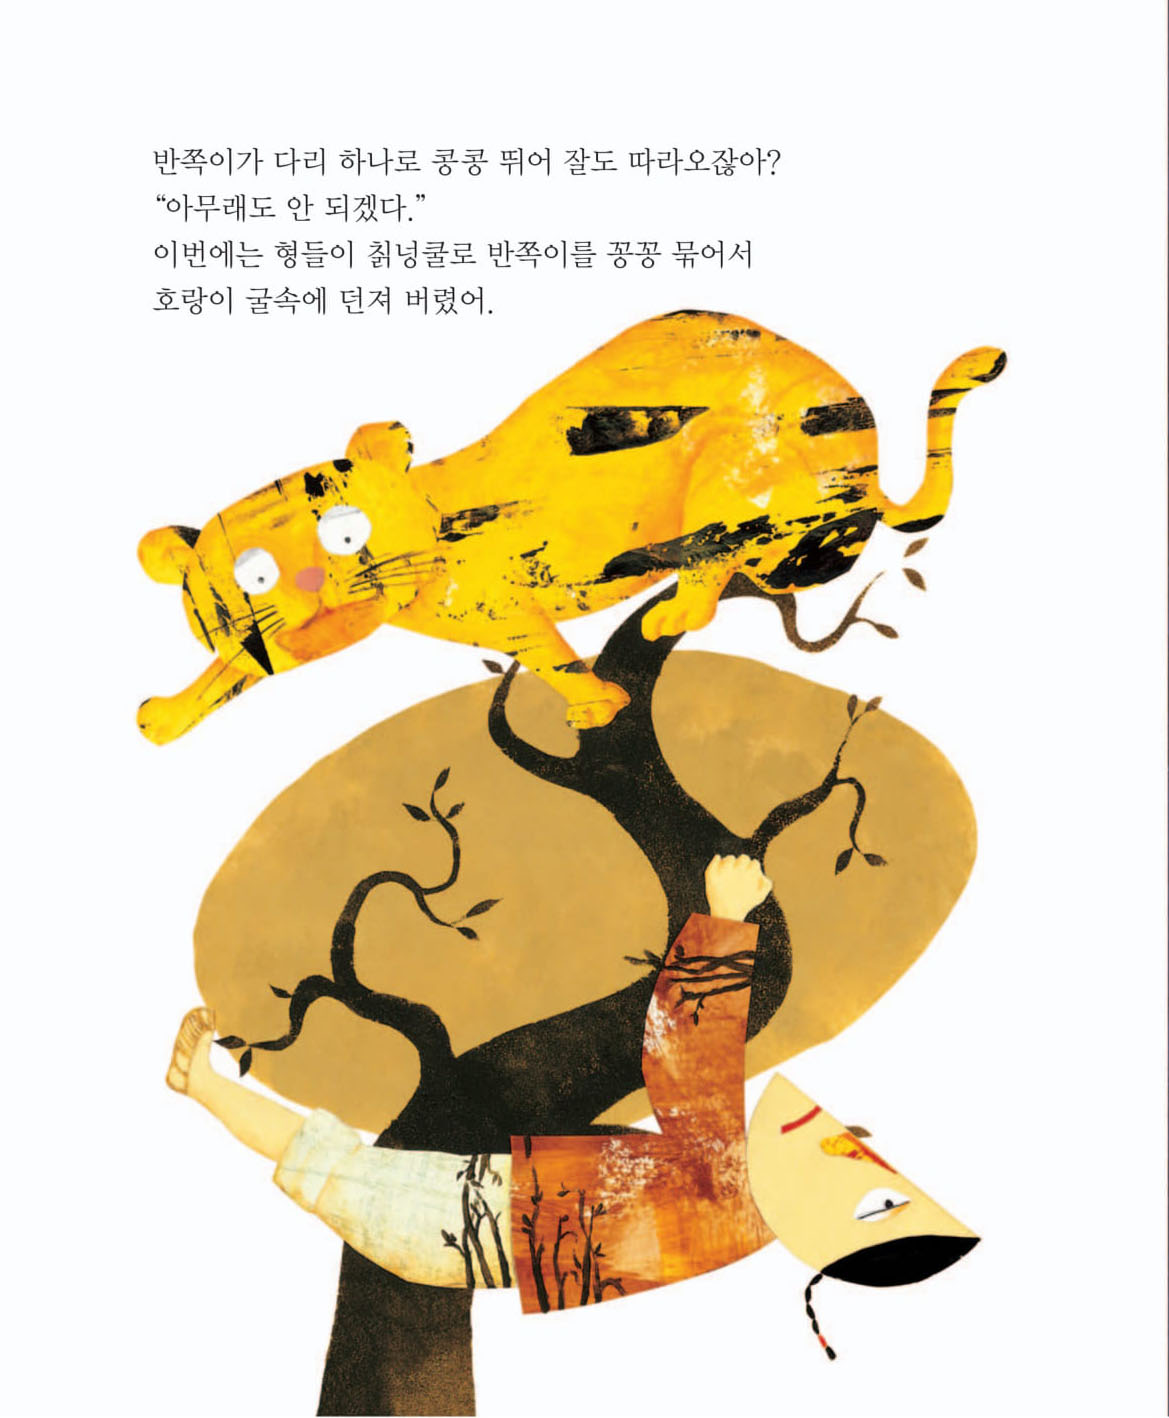 반쪽이가 다리 하나로 콩콩 뛰어 잘도 따라오잖아?
“아무래도 안 되겠다.”
이번에는 형들이 칡넝쿨로 반쪽이를 꽁꽁 묶어서
호랑이 굴속에 던져 버렸어.